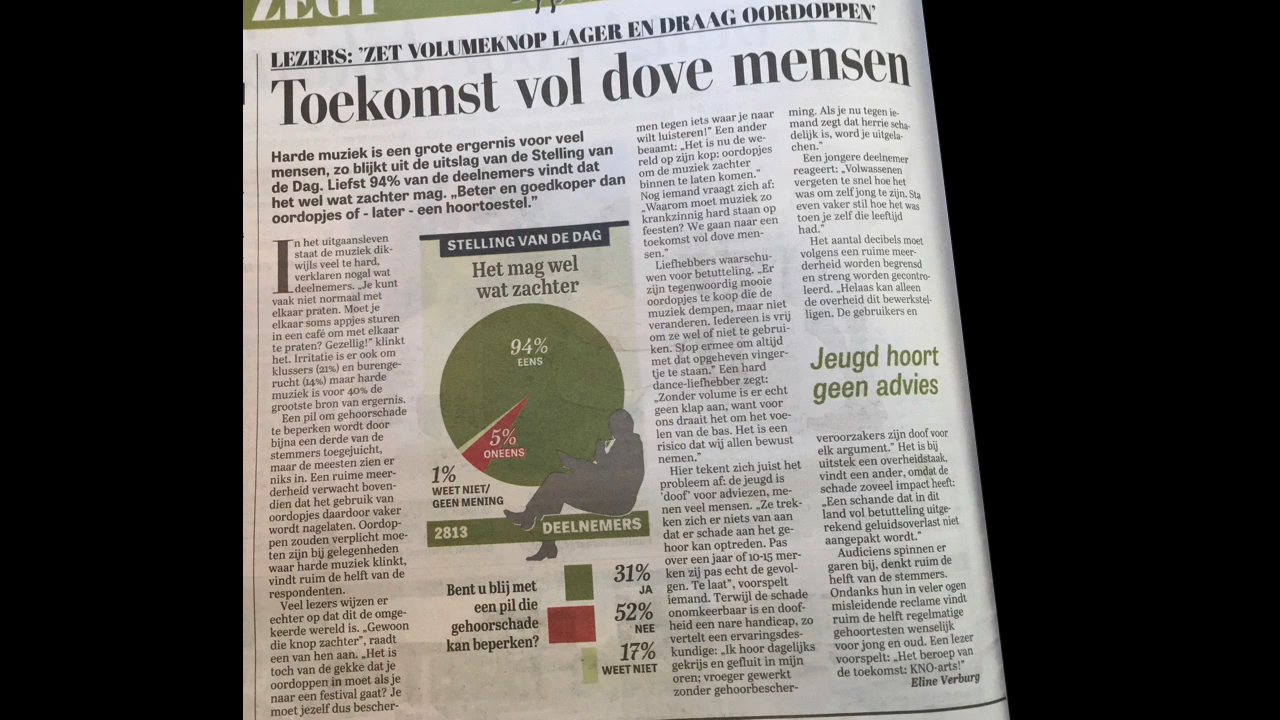 ZEGT
LEZERS: 'ZET VOLUMEKNOP LAGER EN DRAAG OORDOPPEN'
Toekomst vol dove mensen
Harde muziek is een grote ergernis voor veel
mensen, zo blijkt uit de uitslag van de Stelling van
de Dag. Liefst 94% van de deelnemers vindt dat
het wel wat zachter mag. „Beter en goedkoper dan
oordopjes of - later - een hoortoestel.”
In het uitgaansleven
staat de muziek dik-
wijls veel te hard,
verklaren nogal wat
deelnemers. „Je kunt
vaak niet normaal met
elkaar praten. Moet je
elkaar soms appjes sturen
in een café om met elkaar
te praten? Gezellig!” klinkt
het. Irritatie is er ook om
klussers (21%) en burenge-
rucht (14%) maar harde
muziek is voor 40% de
grootste bron van ergernis.
Een pil om gehoorschade
te beperken wordt door
bijna een derde van de
stemmers toegejuicht,
maar de meesten zien er
niks in. Een ruime meer-
derheid verwacht boven-
dien dat het gebruik van
oordopjes daardoor vaker
wordt nagelaten. Oordop-
pen zouden verplicht moe-
ten zijn bij gelegenheden
waar harde muziek klinkt,
vindt ruim de helft van de
respondenten.
Veel lezers wijzen er
echter op dat dit de omge-
keerde wereld is. „Gewoon
die knop zachter”, raadt
een van hen aan. „Het is
toch van de gekke dat je
oordoppen in moet als je
naar een festival gaat? Je
moet jezelf dus bescher-
STELLING VAN DE DAG
Het mag wel
wat zachter
94%
EENS
5%
ONEENS
1%
WEET NIET/
GEEN MENING
2813 DEELNEMERS
Bent u blij met
een pil die
gehoorschade
kan beperken?
31%
JA
52%
NEE
17%
WEET NIET
men tegen iets waar je naar
wilt luisteren!” Een ander
beaamt: „Het is nu de we-
reld op zijn kop: oordopjes
om de muziek zachter
binnen te laten komen.”
Nog iemand vraagt zich af:
„Waarom moet muziek zo
krankzinnig hard staan op
feesten? We gaan naar een
toekomst vol dove men-
sen.”
Liefhebbers waarschu-
wen voor betutteling. „Er
zijn tegenwoordig mooie
oordopjes te koop die de
muziek dempen, maar niet
veranderen. Iedereen is vrij
om ze wel of niet te gebrui-
ken. Stop ermee om altijd
met dat opgeheven vinger-
tje te staan.” Een hard
dance-liefhebber zegt:
„Zonder volume is er echt
geen klap aan, want voor
ons draait het om het voe-
len van de bas. Het is een
risico dat wij allen bewust
nemen.”
Hier tekent zich juist het
probleem af: de jeugd is
'doof' voor adviezen, me-
nen veel mensen. „Ze trek-
ken zich er niets van aan
dat er schade aan het ge-
hoor kan optreden. Pas
over een jaar of 10-15 mer-
ken zij pas echt de gevol-
gen. Te laat”, voorspelt
iemand. Terwijl de schade
onomkeerbaar is en doof-
heid een nare handicap, zo
vertelt een ervaringsdes-
kundige: „Ik hoor dagelijks
gekrijs en gefluit in mijn
oren; vroeger gewerkt
zonder gehoorbescher-
ming. Als je nu tegen ie-
mand zegt dat herrie scha-
delijk is, word je uitgela-
chen.”
Een jongere deelnemer
reageert: „Volwassenen
vergeten te snel hoe het
was om zelf jong te zijn. Sta
even vaker stil hoe het was
toen je zelf die leeftijd
had.”
Het aantal decibels moet
volgens een ruime meer-
derheid worden begrensd
en streng worden gecontro-
leerd. „Helaas kan alleen
de overheid dit bewerkstel-
ligen. De gebruikers en
Jeugd hoort
geen advies
veroorzakers zijn doof voor
elk argument.” Het is bij
uitstek een overheidstaak,
vindt een ander, omdat de
schade zoveel impact heeft:
„Een schande dat in dit
land vol betutteling uitge-
rekend geluidsoverlast niet
aangepakt wordt.”
Audiciens spinnen er
garen bij, denkt ruim de
helft van de stemmers.
Ondanks hun in veler ogen
misleidende reclame vindt
ruim de helft regelmatige
gehoortesten wenselijk
voor jong en oud. Een lezer
voorspelt: „Het beroep van
de toekomst: KNO-arts!”
Eline Verburg